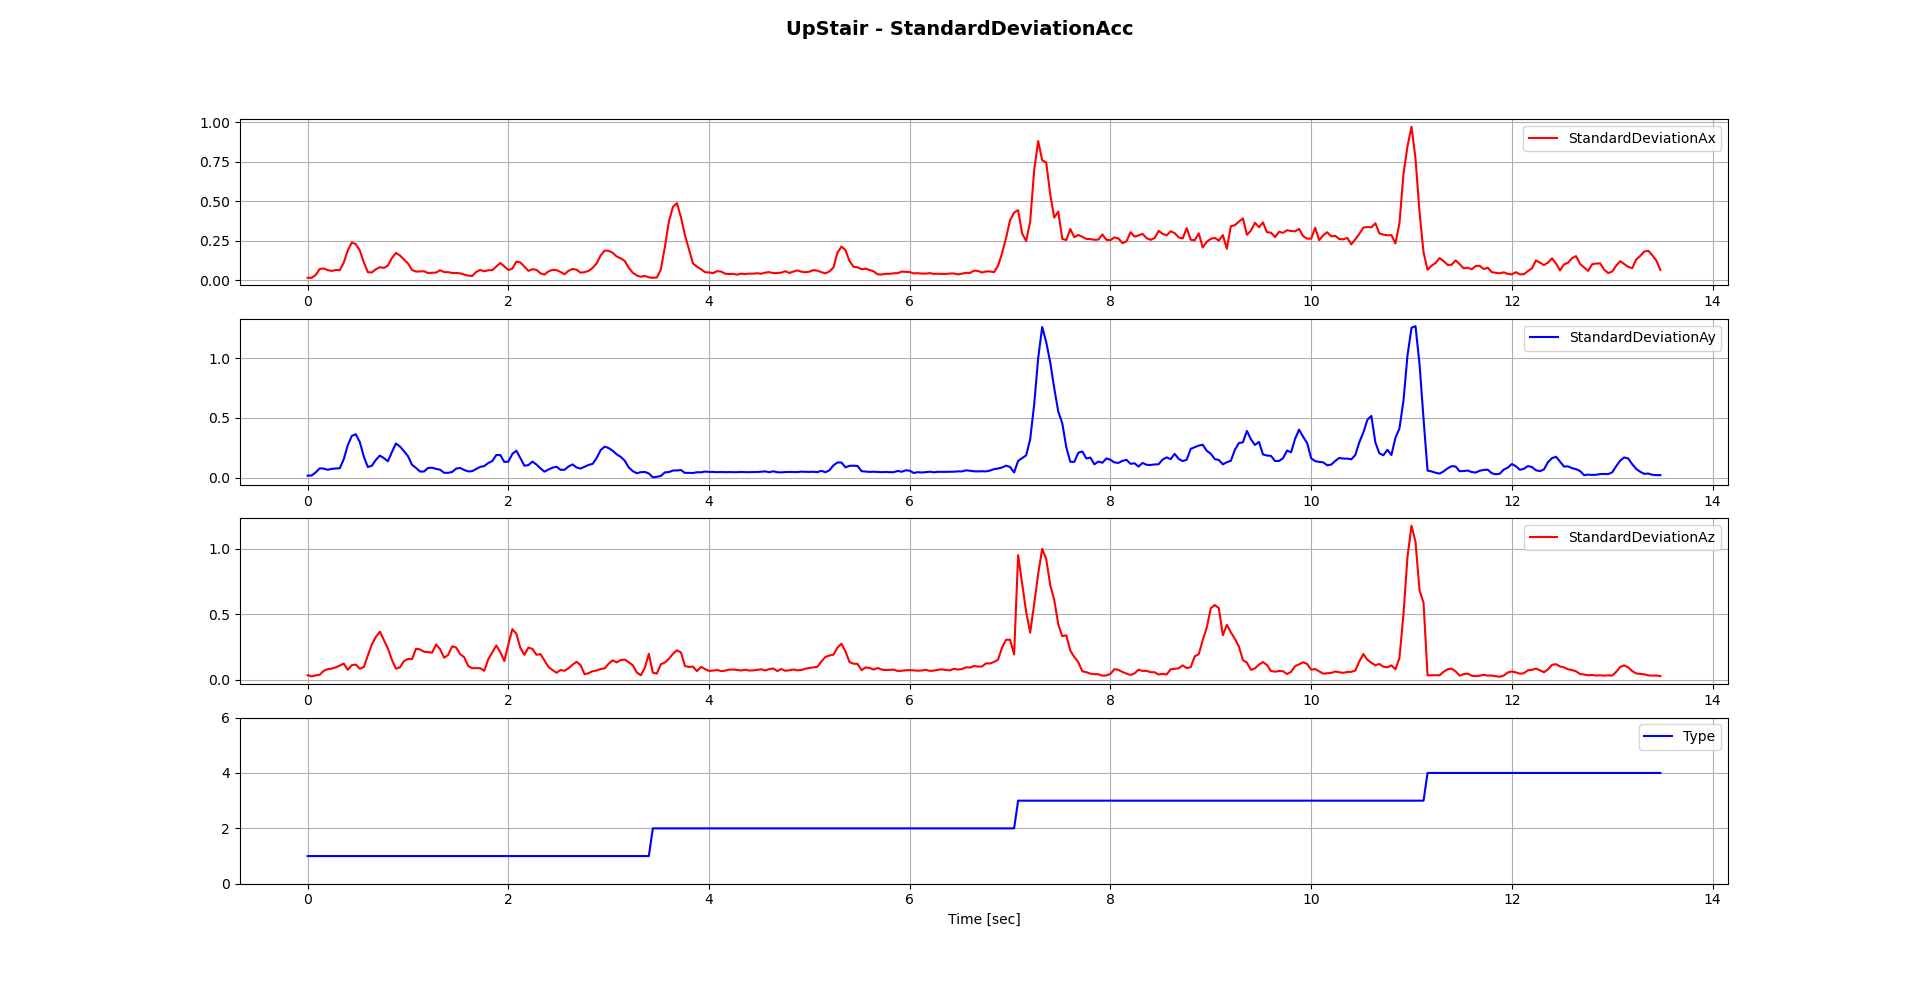 UpStair - StandardDeviationAcc
1.00
0.75
0.50
0.25
0.00
StandardDeviationAx
0 2 4 6 8 10 12 14
1.0
0.5
0.0
StandardDeviationAy
0 2 4 6 8 10 12 14
1.0
0.5
0.0
StandardDeviationAz
0 2 4 6 8 10 12 14
6
4
2
0
Type
0 2 4 6 8 10 12 14
Time [sec]